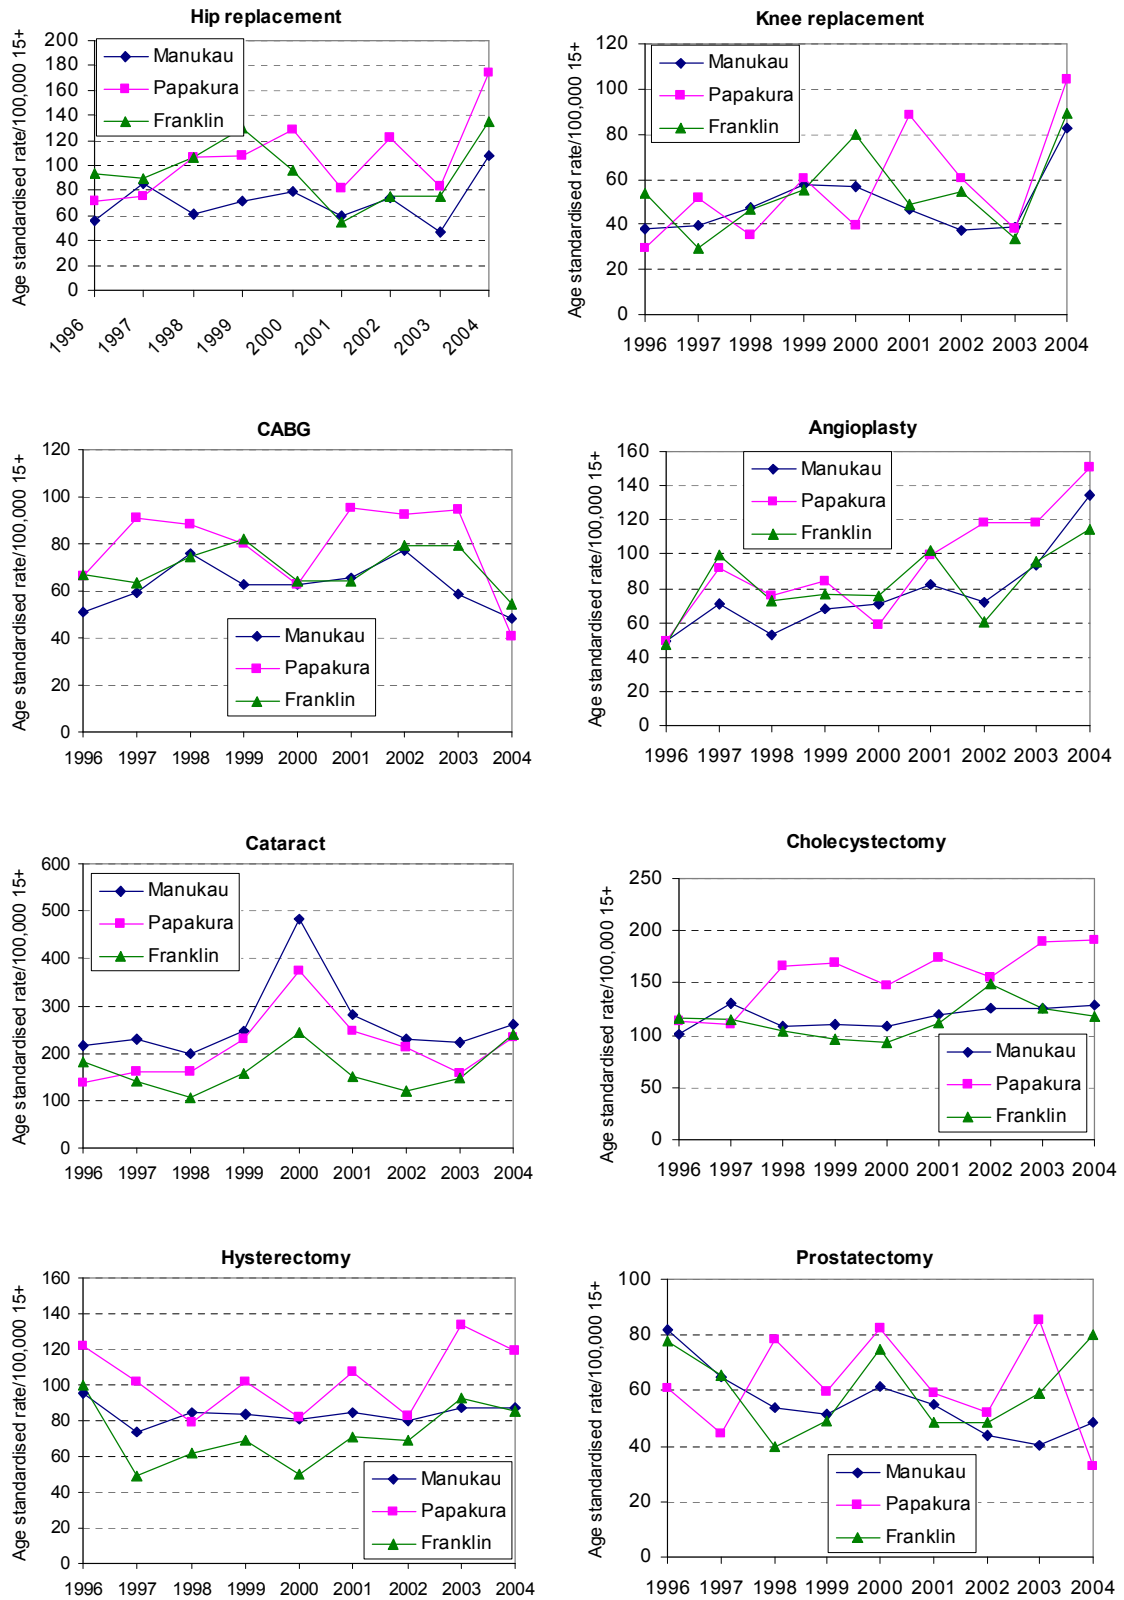 Hip replacement
Age standardised rate/100,000 15+
200
180
160
140
120
100
80
60
40
20
0
Manukau
Papakura
Franklin
1996 1997 1998 1999 2000 2001 2002 2003 2004
Knee replacement
Age standardised rate/100,000 15+
120
100
80
60
40
20
0
Manukau
Papakura
Franklin
1996 1997 1998 1999 2000 2001 2002 2003 2004
CABG
Age standardised rate/100,000 15+
120
100
80
60
40
20
0
Manukau
Papakura
Franklin
1996 1997 1998 1999 2000 2001 2002 2003 2004
Angioplasty
Age standardised rate/100,000 15+
160
140
120
100
80
60
40
20
0
Manukau
Papakura
Franklin
1996 1997 1998 1999 2000 2001 2002 2003 2004
Cataract
Age standardised rate/100,000 15+
600
500
400
300
200
100
0
Manukau
Papakura
Franklin
1996 1997 1998 1999 2000 2001 2002 2003 2004
Cholecystectomy
Age standardised rate/100,000 15+
250
200
150
100
50
0
Manukau
Papakura
Franklin
1996 1997 1998 1999 2000 2001 2002 2003 2004
Hysterectomy
Age standardised rate/100,000 15+
160
140
120
100
80
60
40
20
0
Manukau
Papakura
Franklin
1996 1997 1998 1999 2000 2001 2002 2003 2004
Prostatectomy
Age standardised rate/100,000 15+
100
80
60
40
20
0
Manukau
Papakura
Franklin
1996 1997 1998 1999 2000 2001 2002 2003 2004